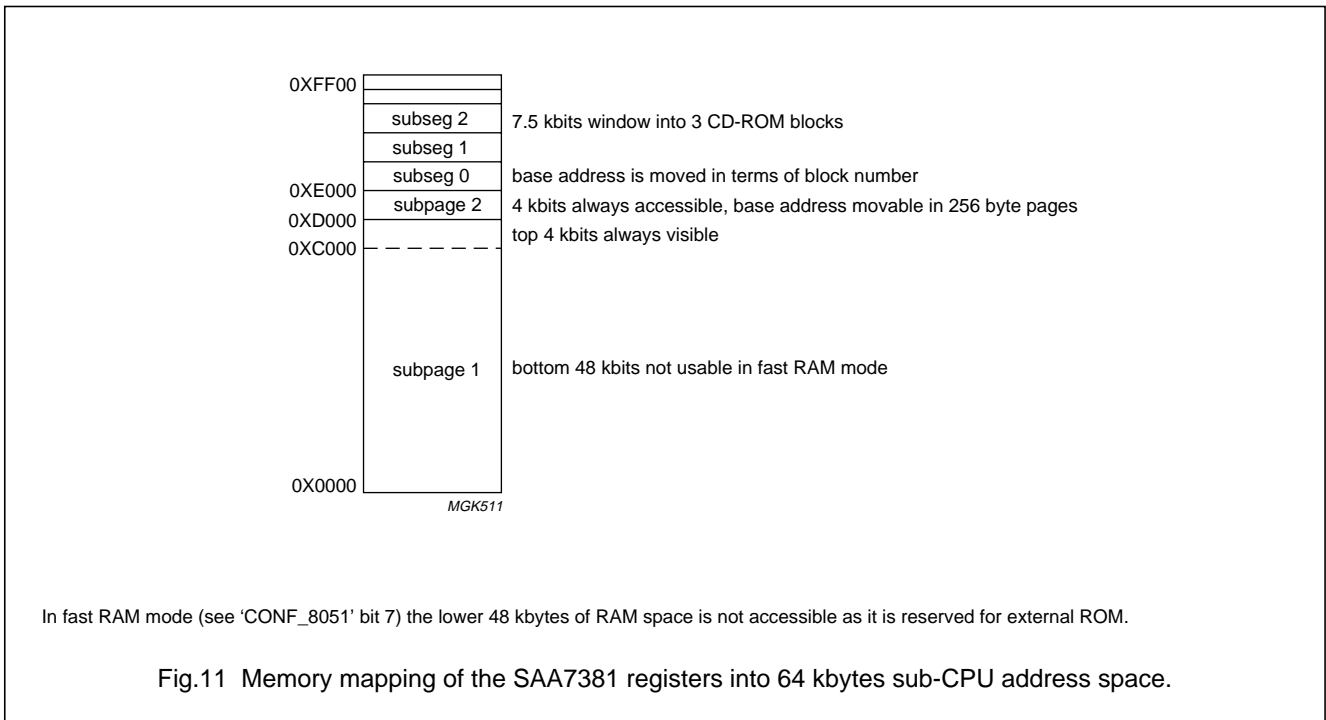 0XFF00
subseg 2 7.5 kbits window into 3 CD-ROM blocks
subseg 1
subseg 0 base address is moved in terms of block number
0XE000
subpage 2 4 kbits always accessible, base address movable in 256 byte pages
0XD000
top 4 kbits always visible
0XC000
subpage 1 bottom 48 kbits not usable in fast RAM mode
0X0000
MGK511
In fast RAM mode (see ‘CONF_8051’ bit 7) the lower 48 kbytes of RAM space is not accessible as it is reserved for external ROM.
Fig.11 Memory mapping of the SAA7381 registers into 64 kbytes sub-CPU address space.